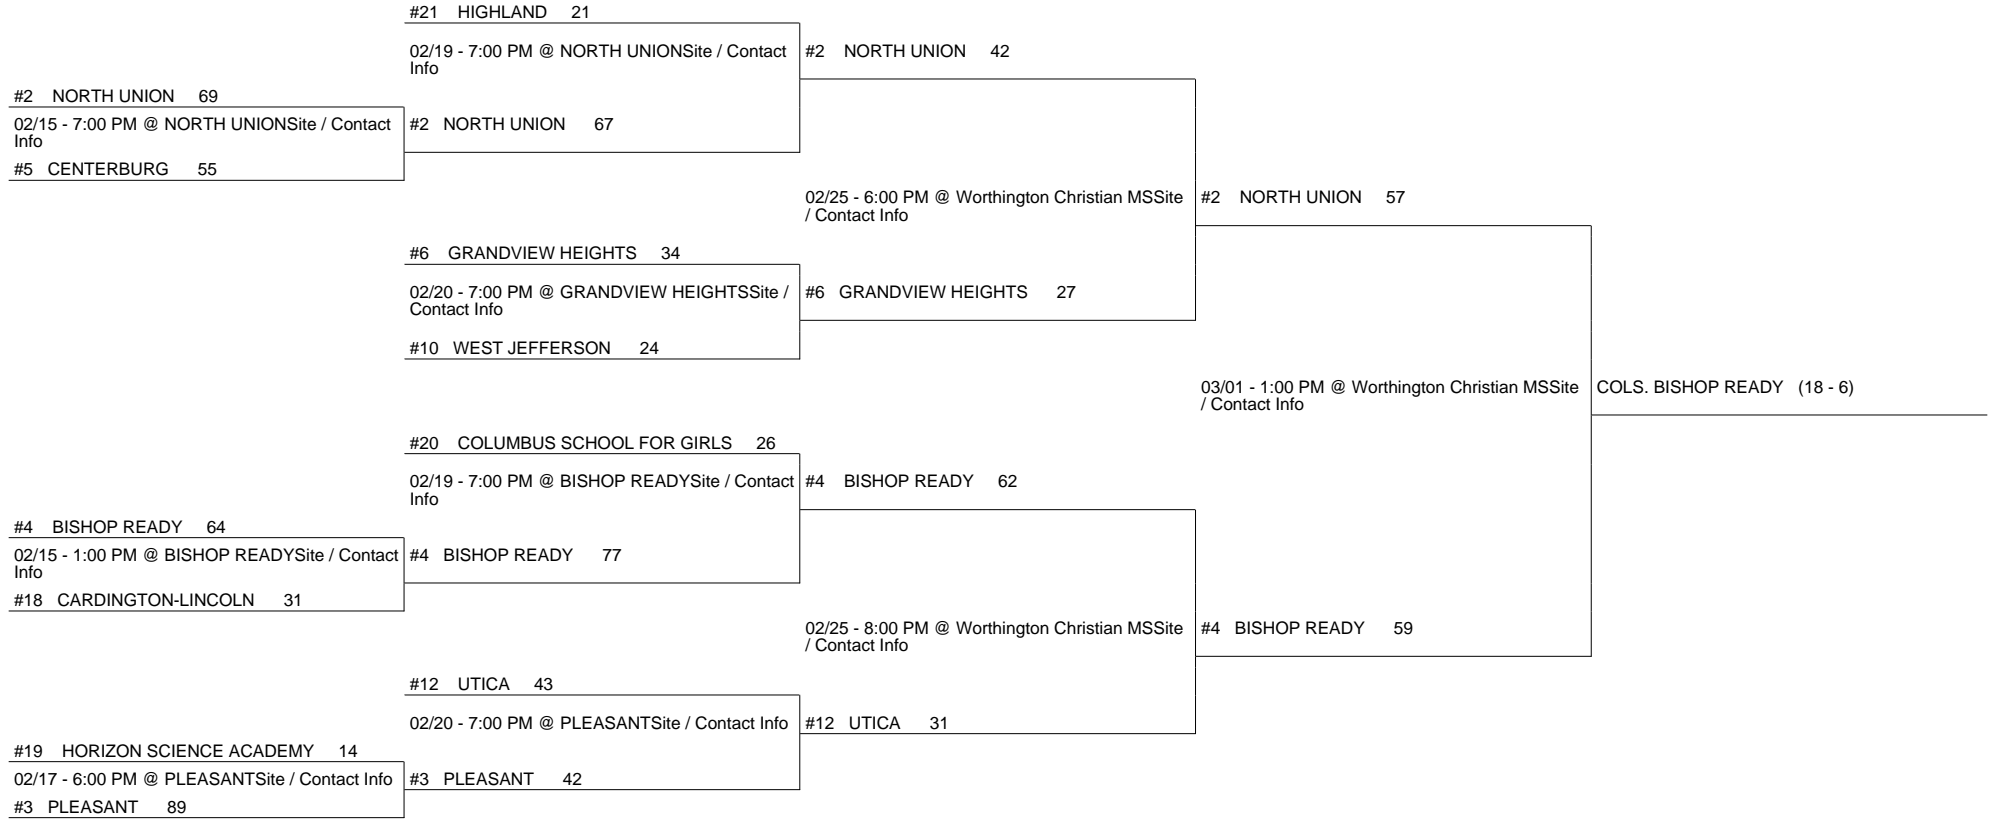 #21 HIGHLAND 21
02/19 - 7:00 PM @ NORTH UNIONSite / Contact
Info
#2 NORTH UNION 42
#2 NORTH UNION 69
02/15 - 7:00 PM @ NORTH UNIONSite / Contact
Info
#2 NORTH UNION 67
#5 CENTERBURG 55
02/25 - 6:00 PM @ Worthington Christian MSSite
/ Contact Info
#2 NORTH UNION 57
#6 GRANDVIEW HEIGHTS 34
02/20 - 7:00 PM @ GRANDVIEW HEIGHTSSite /
Contact Info
#6 GRANDVIEW HEIGHTS 27
#10 WEST JEFFERSON 24
03/01 - 1:00 PM @ Worthington Christian MSSite
/ Contact Info
COLS. BISHOP READY (18 - 6)
#20 COLUMBUS SCHOOL FOR GIRLS 26
02/19 - 7:00 PM @ BISHOP READYSite / Contact
Info
#4 BISHOP READY 62
#4 BISHOP READY 64
02/15 - 1:00 PM @ BISHOP READYSite / Contact
Info
#4 BISHOP READY 77
#18 CARDINGTON-LINCOLN 31
02/25 - 8:00 PM @ Worthington Christian MSSite
/ Contact Info
#4 BISHOP READY 59
#12 UTICA 43
02/20 - 7:00 PM @ PLEASANTSite / Contact Info
#12 UTICA 31
#19 HORIZON SCIENCE ACADEMY 14
02/17 - 6:00 PM @ PLEASANTSite / Contact Info
#3 PLEASANT 42
#3 PLEASANT 89